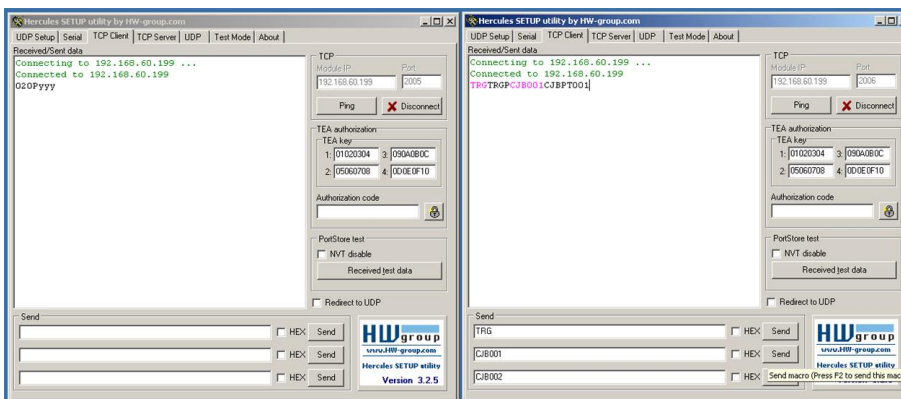 Hercules SETUP utility by HW-group.com
UDP Setup Serial TCP Client TCP Server UDP Test Mode About
Received/Sent data
Connecting to 192.168.60.199 ...
Connected to 192.168.60.199
020Pyyy
TCP
Module IP Port
192.168.60.199 2005
Ping Disconnect
TEA authorization
TEA key
1: 01020304 3: 090A0B0C
2: 05060708 4: 0D0E0F10
Authorization code
PortStore test
NVT disable
Received test data
Redirect to UDP
Send
HEX Send
HEX Send
HEX Send
HW group
www.HW-group.com
Hercules SETUP utility
Version 3.2.5
Hercules SETUP utility by HW-group.com
UDP Setup Serial TCP Client TCP Server UDP Test Mode About
Received/Sent data
Connecting to 192.168.60.199 ...
Connected to 192.168.60.199
TRGTRGPCJB001CJBPT001
TCP
Module IP Port
192.168.60.199 2006
Ping Disconnect
TEA authorization
TEA key
1: 01020304 3: 090A0B0C
2: 05060708 4: 0D0E0F10
Authorization code
PortStore test
NVT disable
Received test data
Redirect to UDP
Send
TRG HEX Send
CJB001 HEX Send
CJB002 HEX
HW group
www.HW-group.com
Hercules SETUP utility
Send macro (Press F2 to send this mac